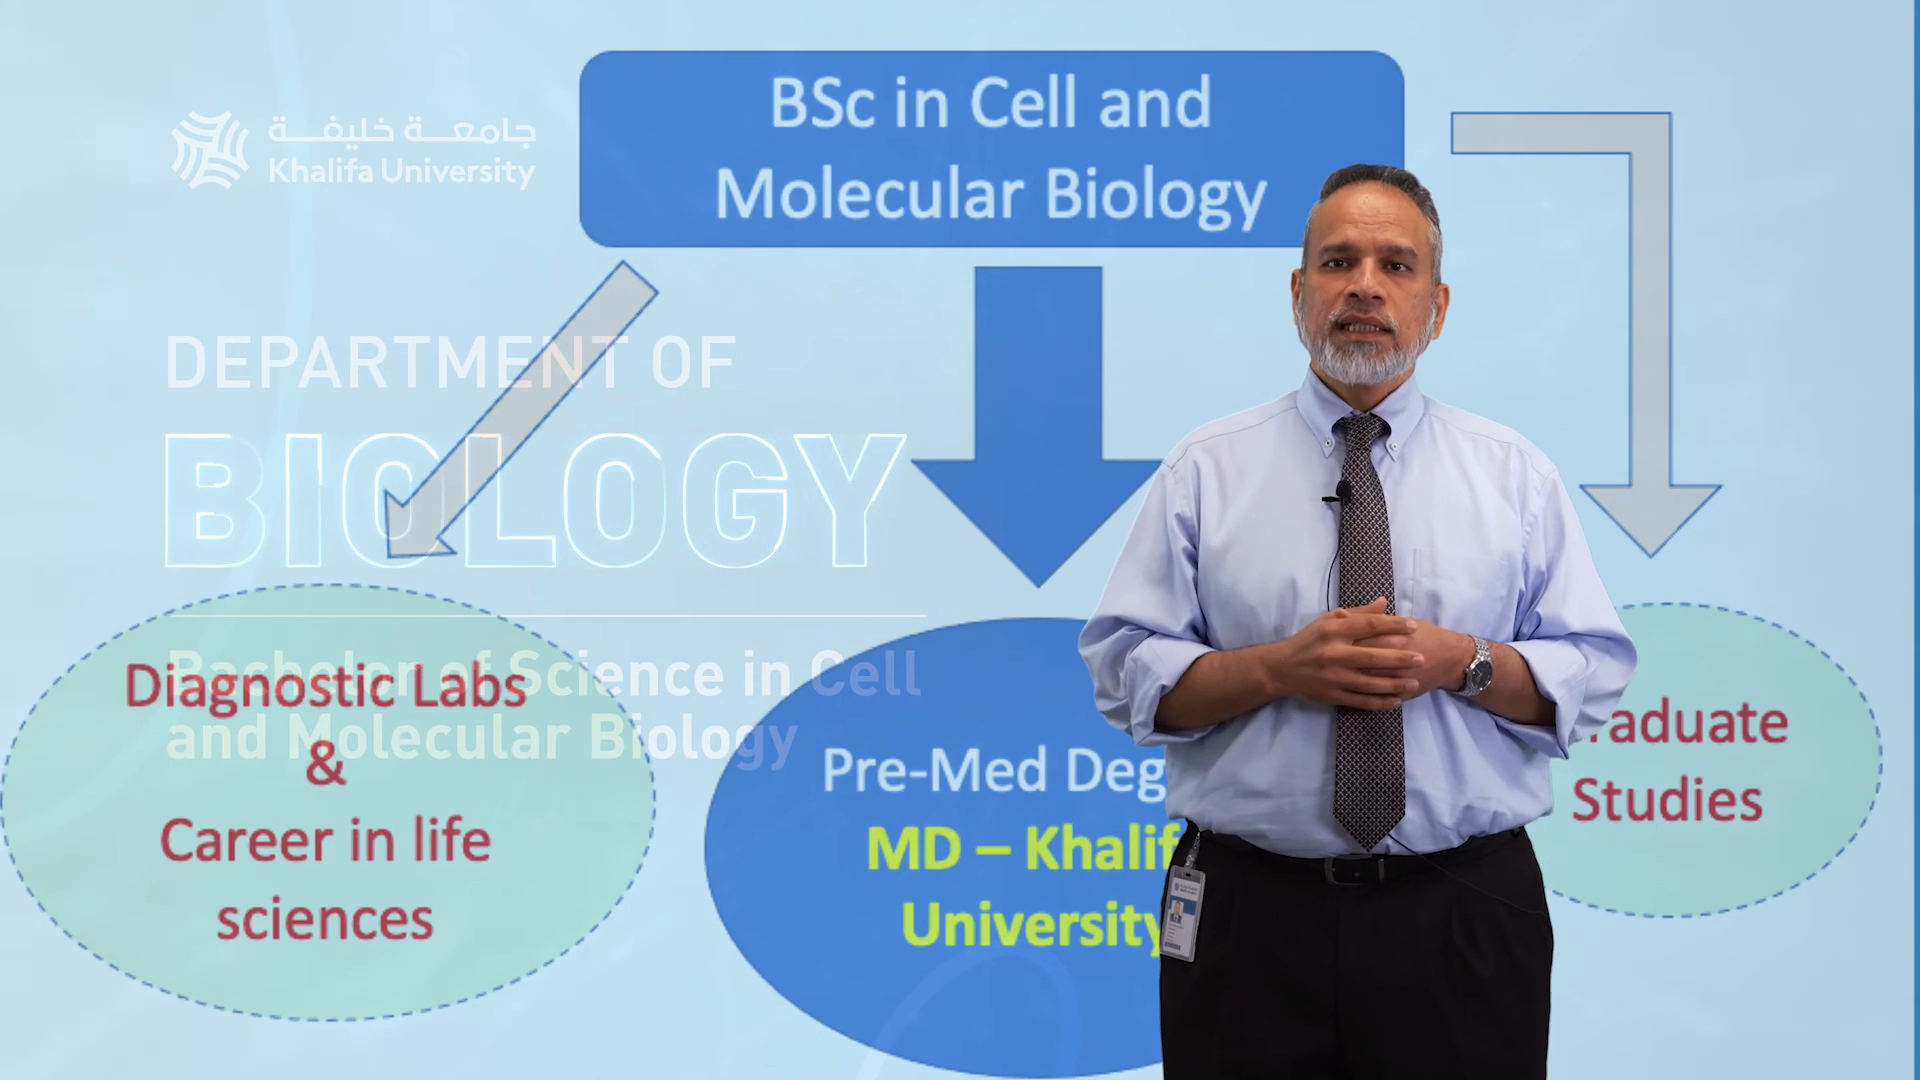 جامعة خليفة
Khalifa University
BSc in Cell and
Molecular Biology
DEPARTMENT OF
BIOLOGY
Bachelor of Science in Cell
and Molecular Biology
Diagnostic Labs
&
Career in life
sciences
Pre-Med Deg
MD – Khalif
University
raduate
Studies